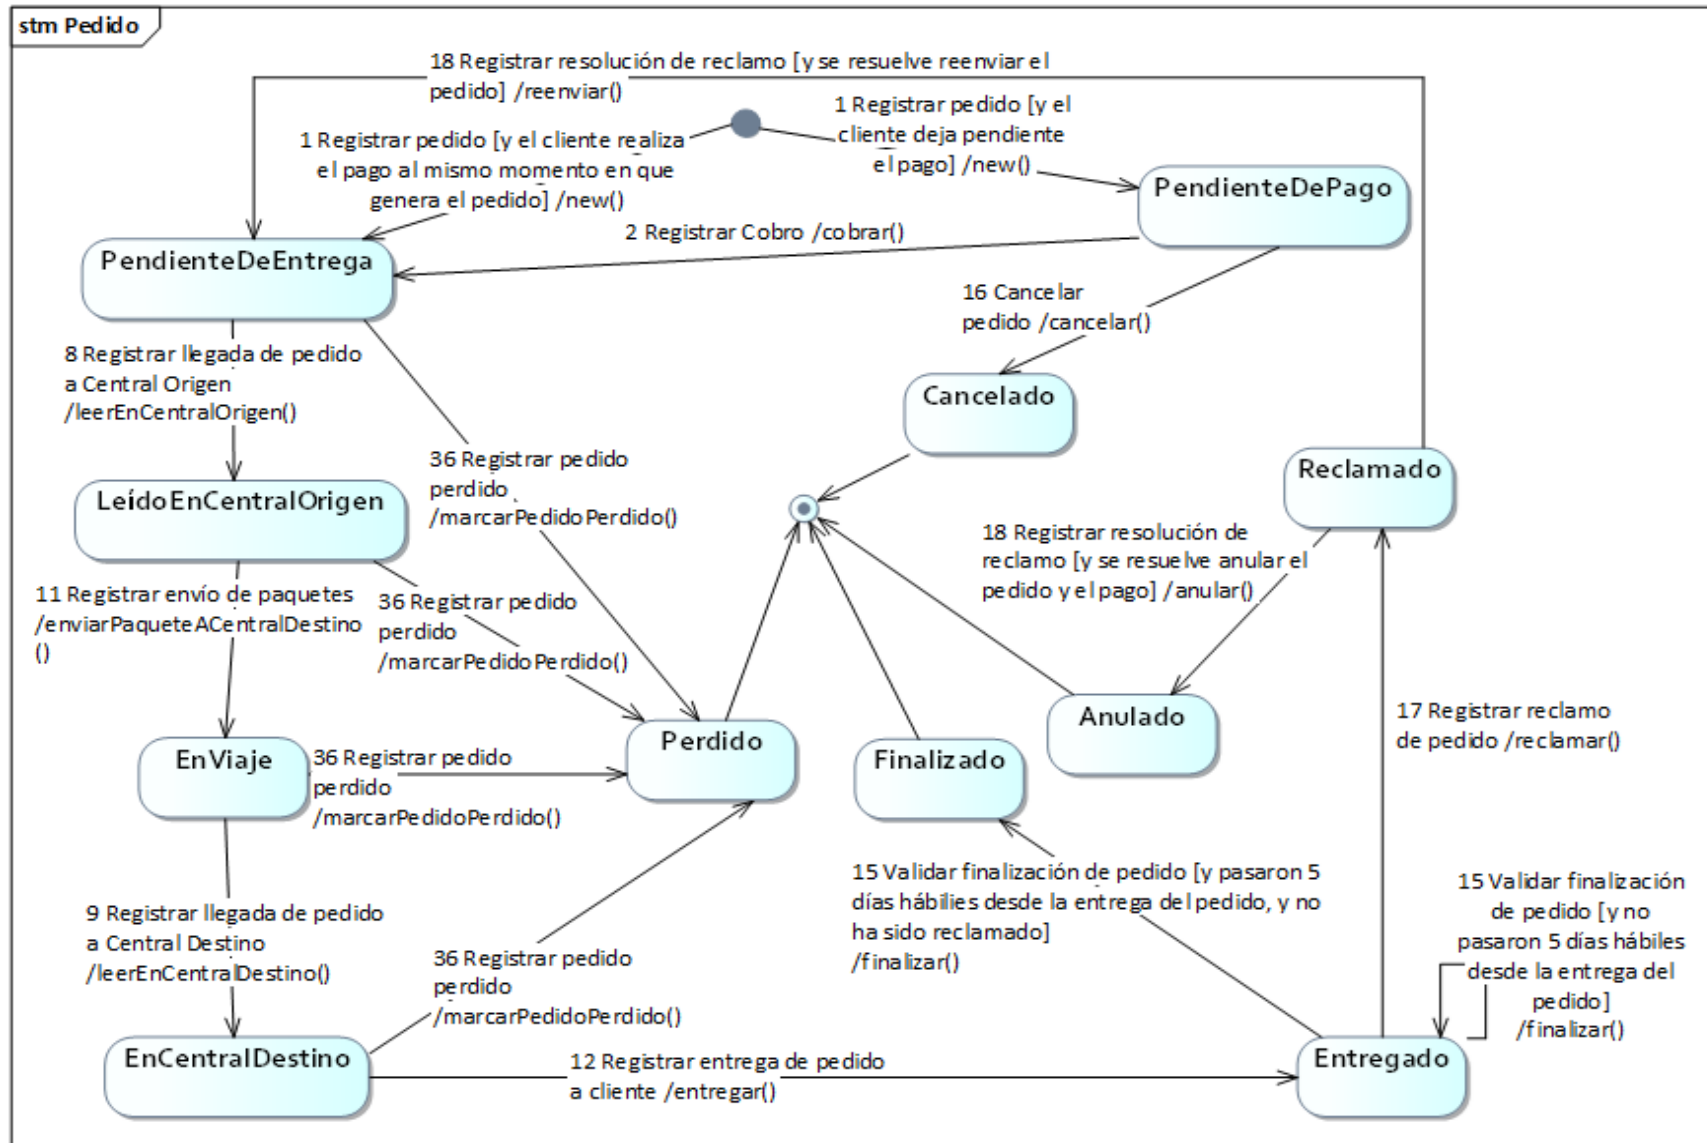 stm Pedido
18 Registrar resolución de reclamo [y se resuelve reenviar el
pedido] /reenviar()
1 Registrar pedido [y el cliente realiza
el pago al mismo momento en que
genera el pedido] /new()
1 Registrar pedido [y el
cliente deja pendiente
el pago] /new()
PendienteDePago
2 Registrar Cobro /cobrar()
PendienteDeEntrega
16 Cancelar
pedido /cancelar()
8 Registrar llegada de pedido
a Central Origen
/leerEnCentralOrigen()
Cancelado
36 Registrar pedido
perdido
/marcarPedidoPerdido()
Reclamado
LeídoEnCentralOrigen
18 Registrar resolución de
reclamo [y se resuelve anular el
pedido y el pago] /anular()
11 Registrar envío de paquetes
/enviarPaqueteACentralDestino
()
36 Registrar pedido
perdido
/marcarPedidoPerdido()
17 Registrar reclamo
de pedido /reclamar()
Anulado
Perdido
EnViaje
Finalizado
36 Registrar pedido
perdido
/marcarPedidoPerdido()
15 Validar finalización de pedido [y pasaron 5
días hábilies desde la entrega del pedido, y no
ha sido reclamado]
/finalizar()
15 Validar finalización
de pedido [y no
pasaron 5 días hábiles
desde la entrega del
pedido]
/finalizar()
9 Registrar llegada de pedido
a Central Destino
/leerEnCentralDestino()
36 Registrar pedido
perdido
/marcarPedidoPerdido()
EnCentralDestino
12 Registrar entrega de pedido
a cliente /entregar()
Entregado